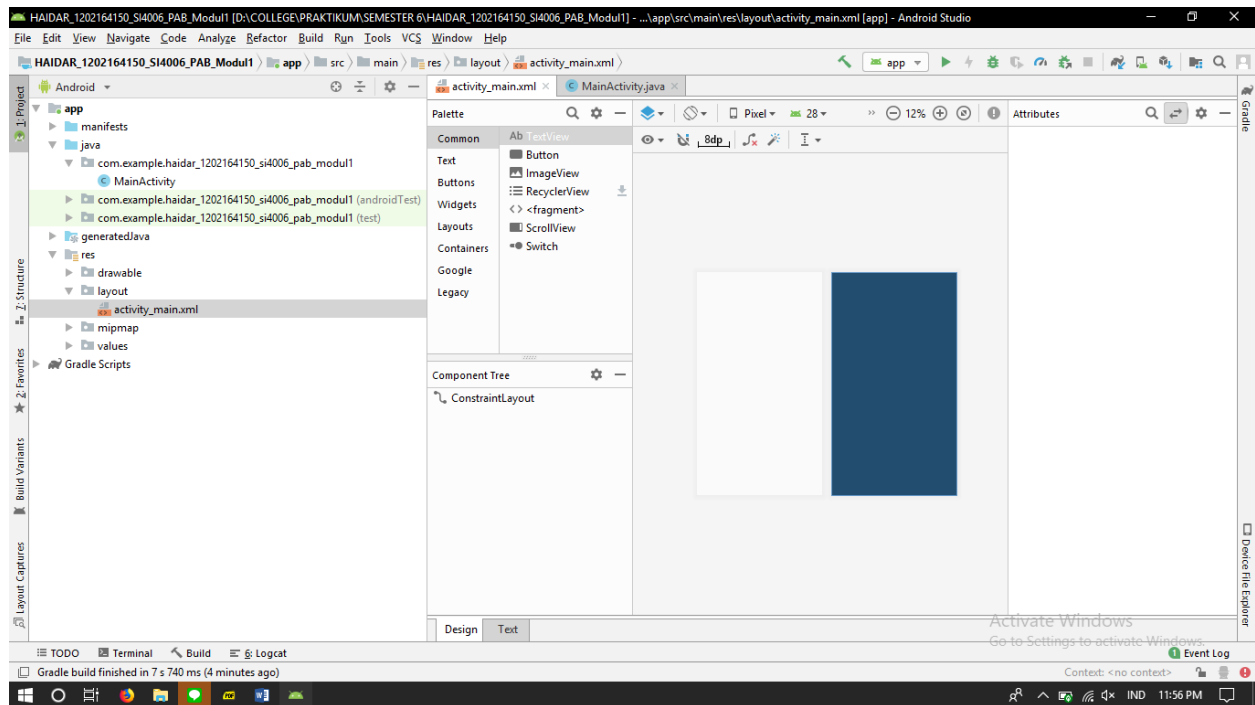 HAIDAR_1202164150_SI4006_PAB_Modul1 [D:\COLLEGE\PRAKTIKUM\SEMESTER 6\HAIDAR_1202164150_SI4006_PAB_Modul1] - ...\app\src\main\res\layout\activity_main.xml [app] - Android Studio
File Edit View Navigate Code Analyze Refactor Build Run Tools VCS Window Help
HAIDAR_1202164150_SI4006_PAB_Modul1 app src main res layout activity_main.xml app
1: Project
Android
activity_main.xml
MainActivity.java
Gradle
app
manifests
java
com.example.haidar_1202164150_si4006_pab_modul1
MainActivity
com.example.haidar_1202164150_si4006_pab_modul1 (androidTest)
com.example.haidar_1202164150_si4006_pab_modul1 (test)
generatedJava
res
drawable
layout
activity_main.xml
mipmap
values
Gradle Scripts
Z: Structure
2: Favorites
Build Variants
Layout Captures
Palette
Common
Text
Buttons
Widgets
Layouts
Containers
Google
Legacy
Ab TextView
Button
ImageView
RecyclerView
<> <fragment>
ScrollView
Switch
Component Tree
ConstraintLayout
Pixel 28 12%
8dp
Attributes
Device File Explorer
Design Text
Activate Windows
Go to Settings to activate Windows.
TODO Terminal Build 6: Logcat
1 Event Log
Gradle build finished in 7 s 740 ms (4 minutes ago)
Context: <no context>
IND 11:56 PM